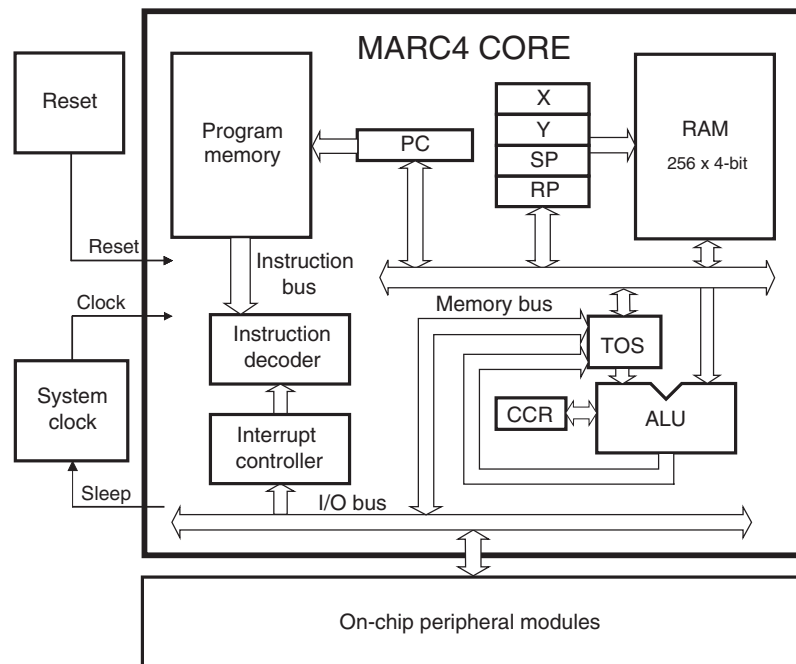 MARC4 CORE
Reset
Program
memory
PC
X
Y
SP
RP
RAM
256 x 4-bit
Reset
Instruction
bus
Clock
Memory bus
Instruction
decoder
TOS
System
clock
CCR
ALU
Interrupt
controller
Sleep
I/O bus
On-chip peripheral modules